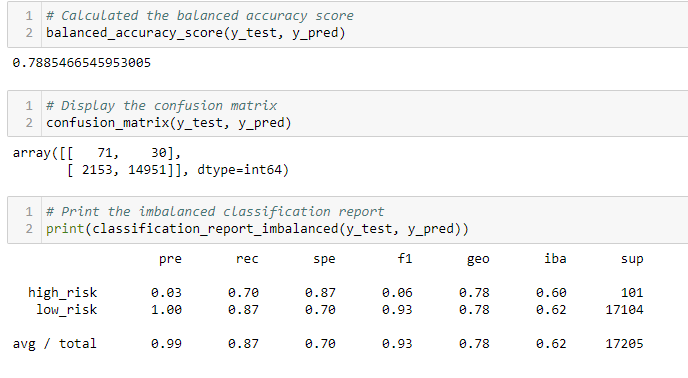 1 # Calculated the balanced accuracy score
2 balanced_accuracy_score(y_test, y_pred)
0.7885466545953005
1 # Display the confusion matrix
2 confusion_matrix(y_test, y_pred)
array([[   71,    30],
       [ 2153, 14951]], dtype=int64)
1 # Print the imbalanced classification report
2 print(classification_report_imbalanced(y_test, y_pred))
pre rec spe f1 geo iba sup
high_risk 0.03 0.70 0.87 0.06 0.78 0.60 101
low_risk 1.00 0.87 0.70 0.93 0.78 0.62 17104
avg / total 0.99 0.87 0.70 0.93 0.78 0.62 17205